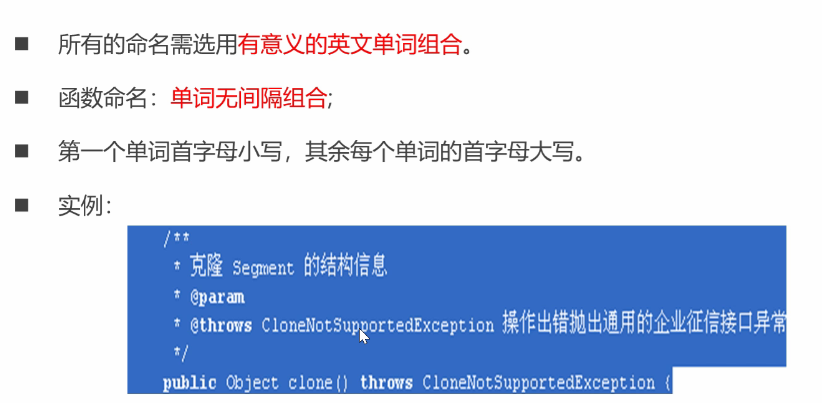 所有的命名需选用有意义的英文单词组合。
函数命名：单词无间隔组合;
第一个单词首字母小写，其余每个单词的首字母大写。
实例：
/**
* 克隆 Segment 的结构信息
* @param
* @throws CloneNotSupportedException 操作出错抛出通用的企业征信接口异常
*/
public Object clone() throws CloneNotSupportedException {